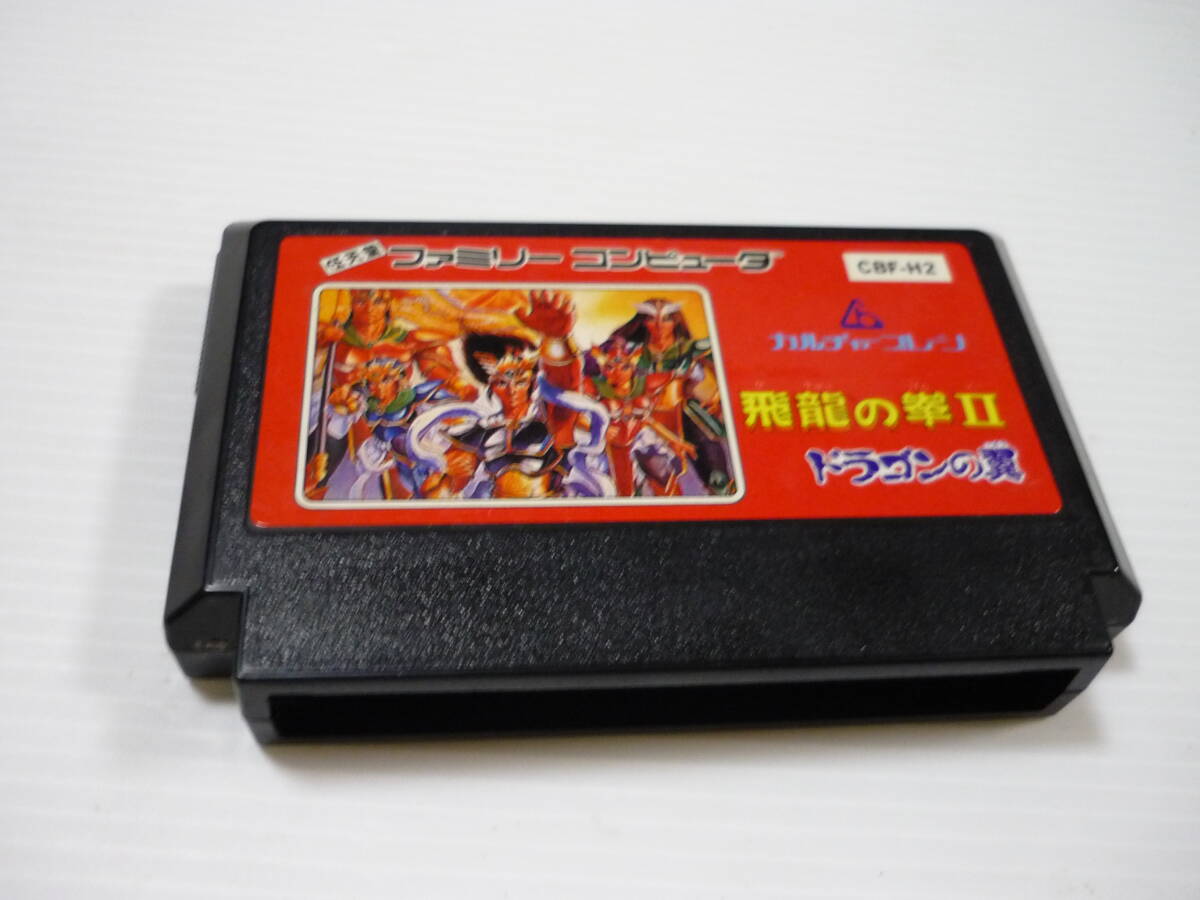 任天堂 ファミリー コンピュータ
CBF-H2
カルチャーブレーン
飛龍の拳II
ドラゴンの翼